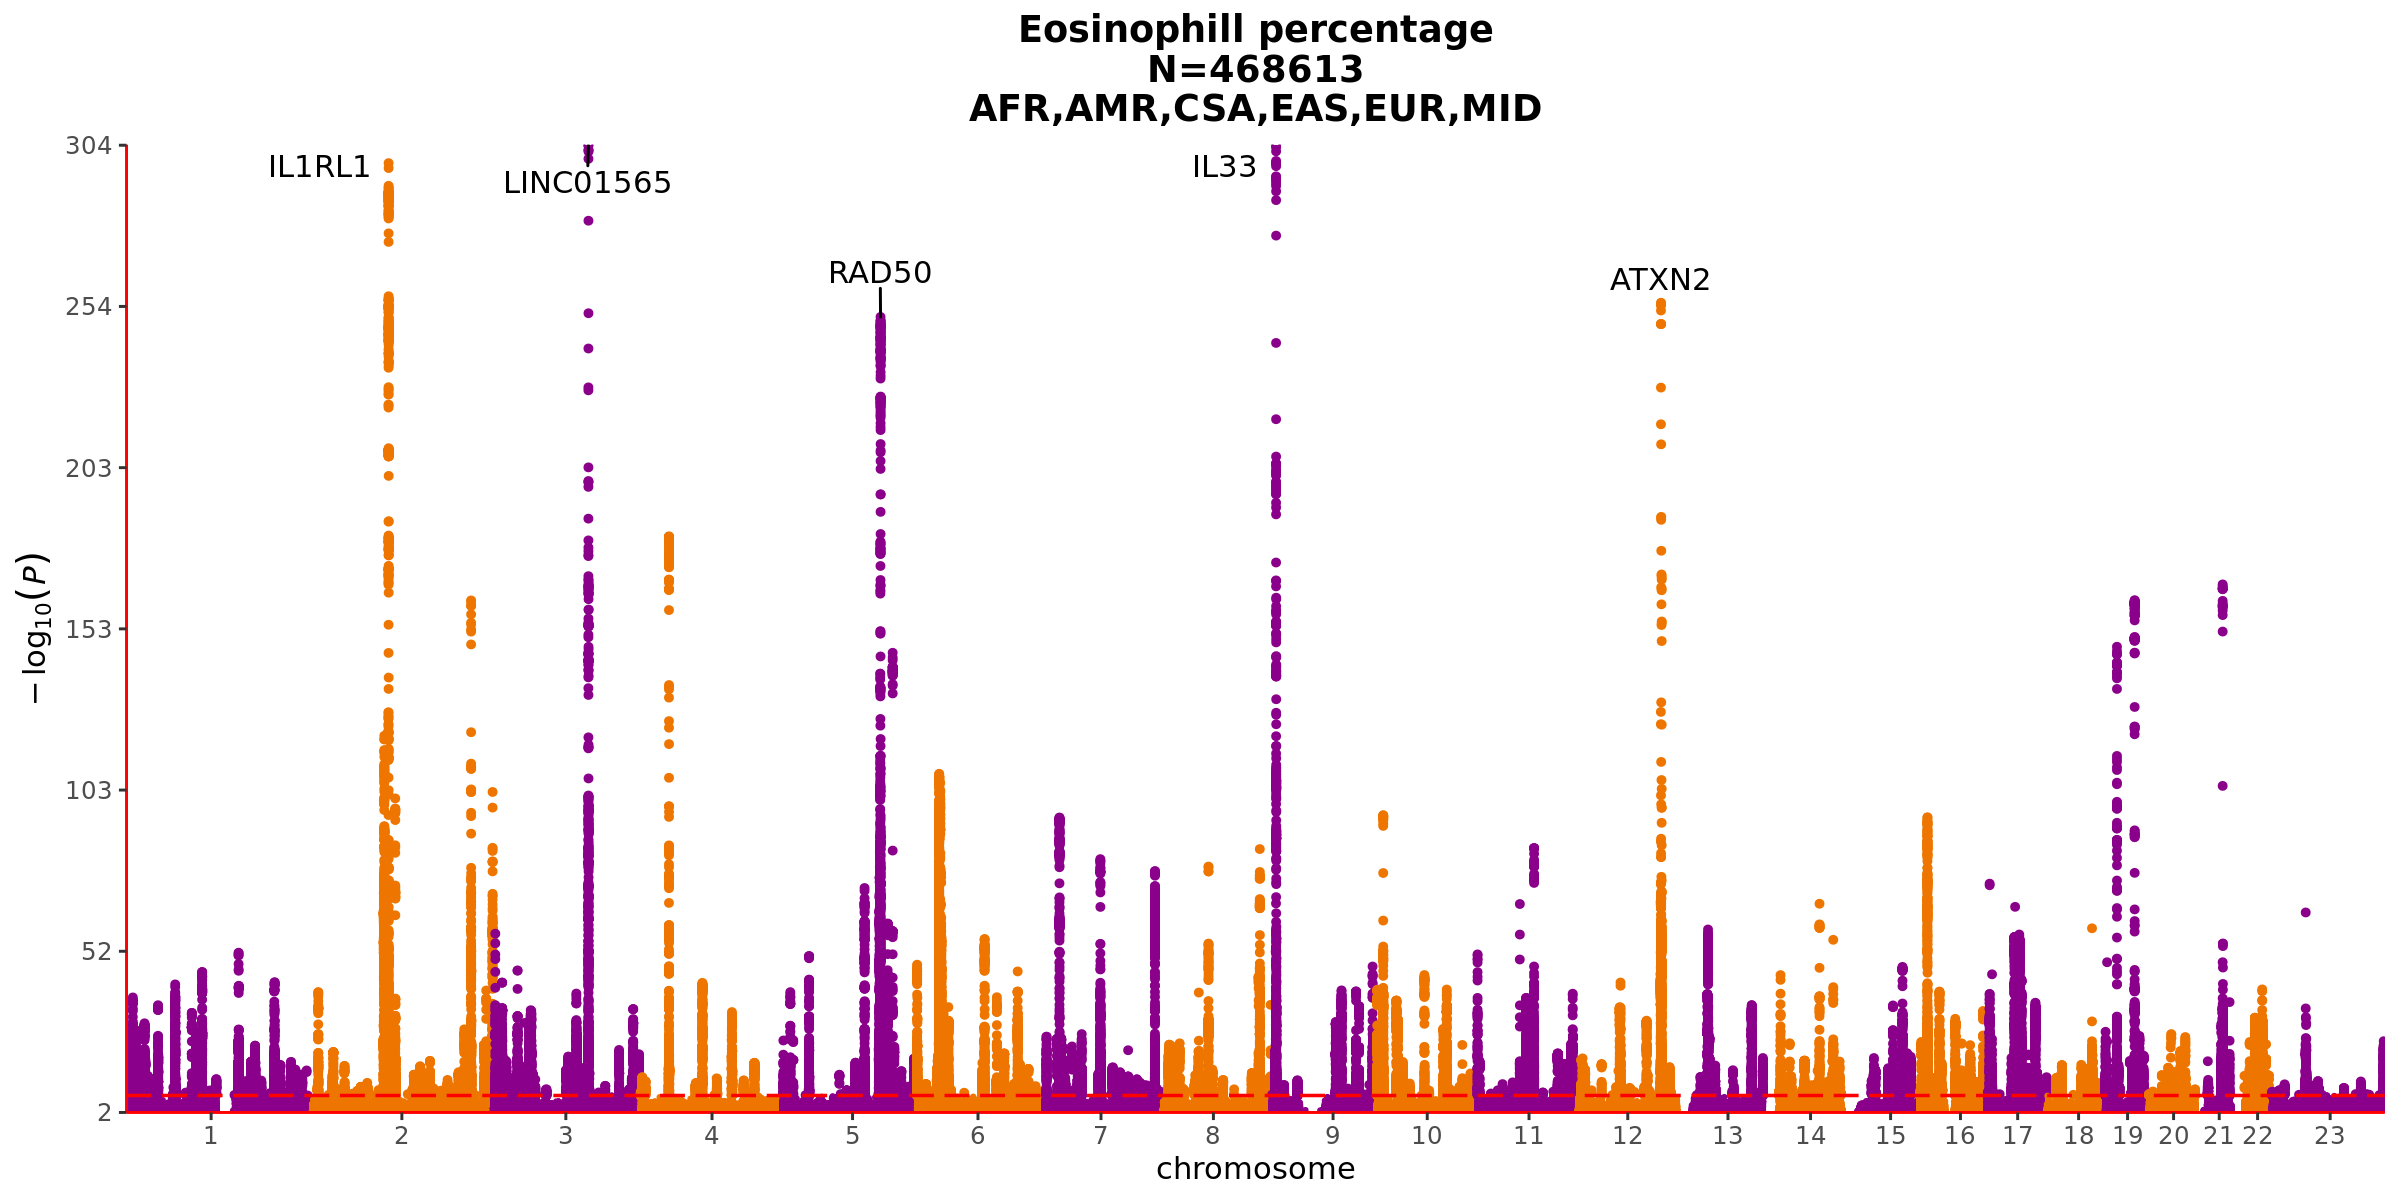 Eosinophill percentage
N=468613
AFR,AMR,CSA,EAS,EUR,MID
304
IL1RL1
LINC01565
IL33
RAD50
ATXN2
254
203
153
103
52
2
−log10(P)
1 2 3 4 5 6 7 8 9 10 11 12 13 14 15 16 17 18 19 20 21 22 23
chromosome